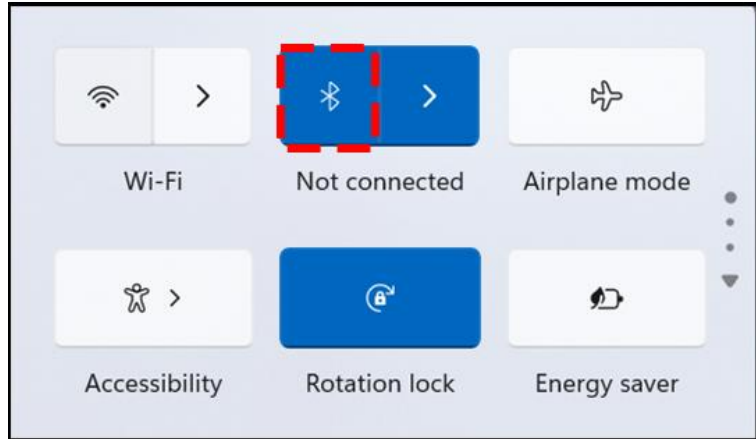 Wi-Fi Not connected Airplane mode
Accessibility Rotation lock Energy saver